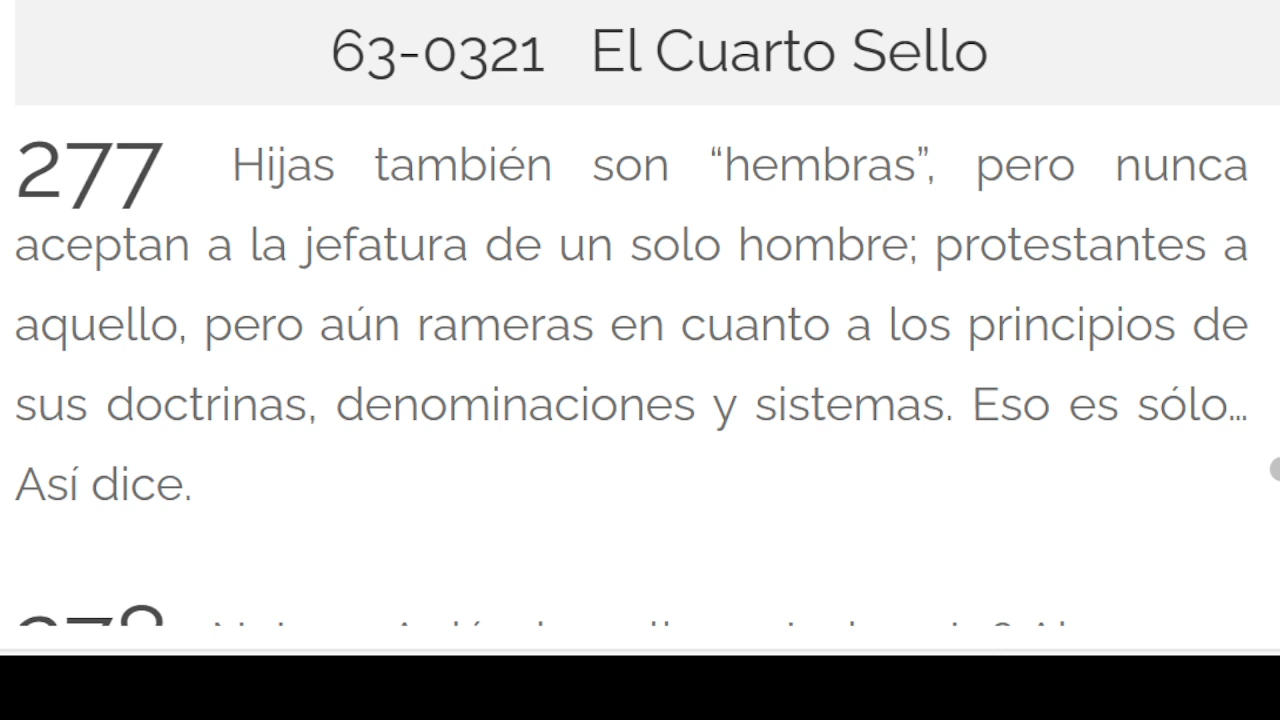 63-0321 El Cuarto Sello
277 Hijas también son “hembras”, pero nunca
aceptan a la jefatura de un solo hombre; protestantes a
aquello, pero aún rameras en cuanto a los principios de
sus doctrinas, denominaciones y sistemas. Eso es sólo…
Así dice.